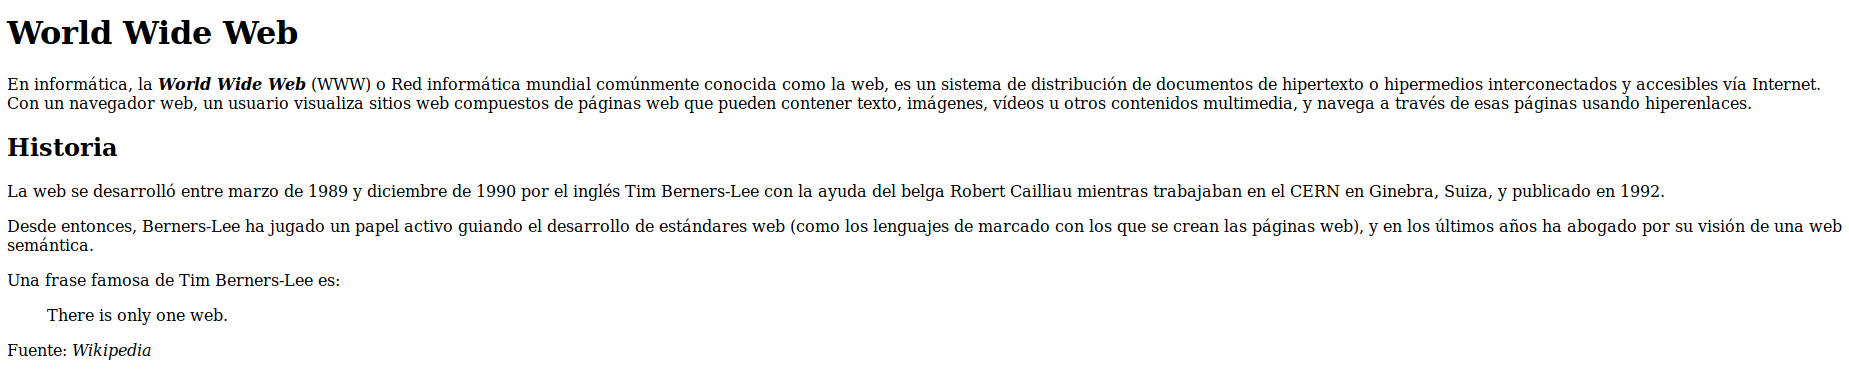 World Wide Web
En informática, la World Wide Web (WWW) o Red informática mundial comúnmente conocida como la web, es un sistema de distribución de documentos de hipertexto o hipermedios interconectados y accesibles vía Internet.
Con un navegador web, un usuario visualiza sitios web compuestos de páginas web que pueden contener texto, imágenes, vídeos u otros contenidos multimedia, y navega a través de esas páginas usando hiperenlaces.
Historia
La web se desarrolló entre marzo de 1989 y diciembre de 1990 por el inglés Tim Berners-Lee con la ayuda del belga Robert Cailliau mientras trabajaban en el CERN en Ginebra, Suiza, y publicado en 1992.
Desde entonces, Berners-Lee ha jugado un papel activo guiando el desarrollo de estándares web (como los lenguajes de marcado con los que se crean las páginas web), y en los últimos años ha abogado por su visión de una web
semántica.
Una frase famosa de Tim Berners-Lee es:
There is only one web.
Fuente: Wikipedia